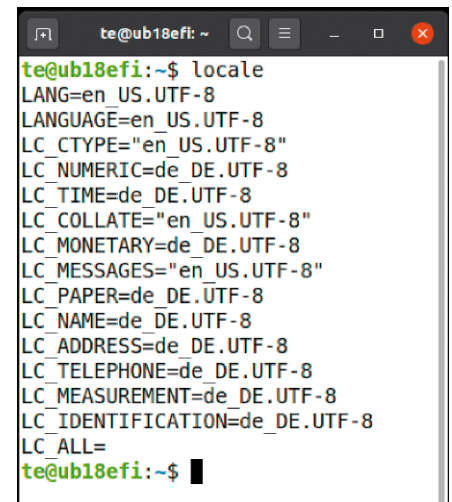 te@ub18efi: ~
te@ub18efi:~$ locale
LANG=en_US.UTF-8
LANGUAGE=en_US.UTF-8
LC_CTYPE="en_US.UTF-8"
LC_NUMERIC=de_DE.UTF-8
LC_TIME=de_DE.UTF-8
LC_COLLATE="en_US.UTF-8"
LC_MONETARY=de_DE.UTF-8
LC_MESSAGES="en_US.UTF-8"
LC_PAPER=de_DE.UTF-8
LC_NAME=de_DE.UTF-8
LC_ADDRESS=de_DE.UTF-8
LC_TELEPHONE=de_DE.UTF-8
LC_MEASUREMENT=de_DE.UTF-8
LC_IDENTIFICATION=de_DE.UTF-8
LC_ALL=
te@ub18efi:~$